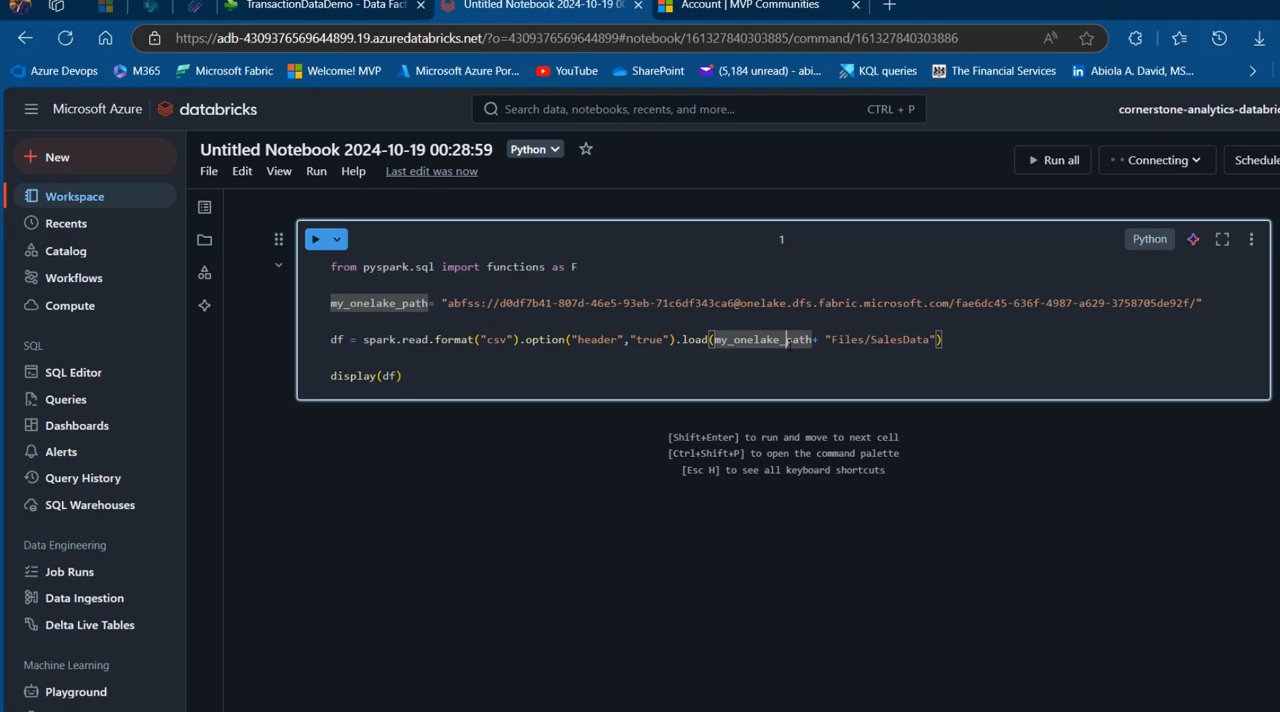 TransactionDataDemo - Data Fact
Untitled Notebook 2024-10-19 00:28:59
Account | MVP Communities
https://adb-4309376569644899.19.azuredatabricks.net/?o=4309376569644899#notebook/161327840303885/command/161327840303886
Azure Devops
M365
Microsoft Fabric
Welcome! MVP
Microsoft Azure Por...
YouTube
SharePoint
(5,184 unread) - abi...
KQL queries
The Financial Services
Abiola A. David, MS...
Microsoft Azure
databricks
Search data, notebooks, recents, and more...
CTRL + P
cornerstone-analytics-databric
New
Workspace
Recents
Catalog
Workflows
Compute
SQL
SQL Editor
Queries
Dashboards
Alerts
Query History
SQL Warehouses
Data Engineering
Job Runs
Data Ingestion
Delta Live Tables
Machine Learning
Playground
Untitled Notebook 2024-10-19 00:28:59
Python
File
Edit
View
Run
Help
Last edit was now
Run all
Connecting
Schedule
1
Python
from pyspark.sql import functions as F
my_onelake_path= "abfss://d0df7b41-807d-46e5-93eb-71c6df343ca6@onelake.dfs.fabric.microsoft.com/fae6dc45-636f-4987-a629-3758705de92f/"
df = spark.read.format("csv").option("header","true").load(my_onelake_path+ "Files/SalesData")
display(df)
[Shift+Enter] to run and move to next cell
[Ctrl+Shift+P] to open the command palette
[Esc H] to see all keyboard shortcuts